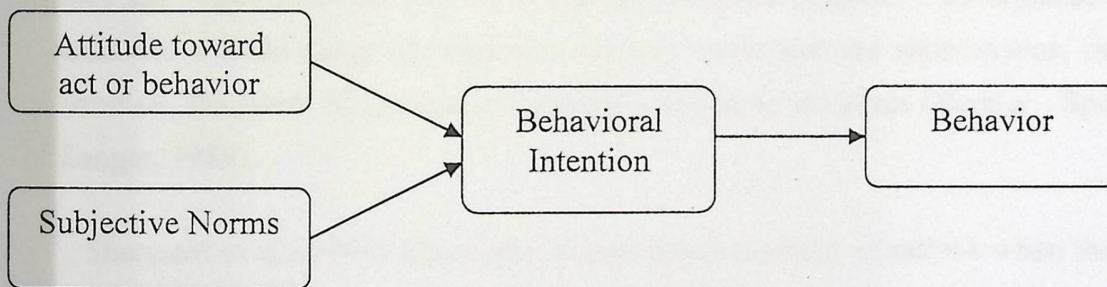 Attitude toward
act or behavior
Behavioral
Intention
Behavior
Subjective Norms